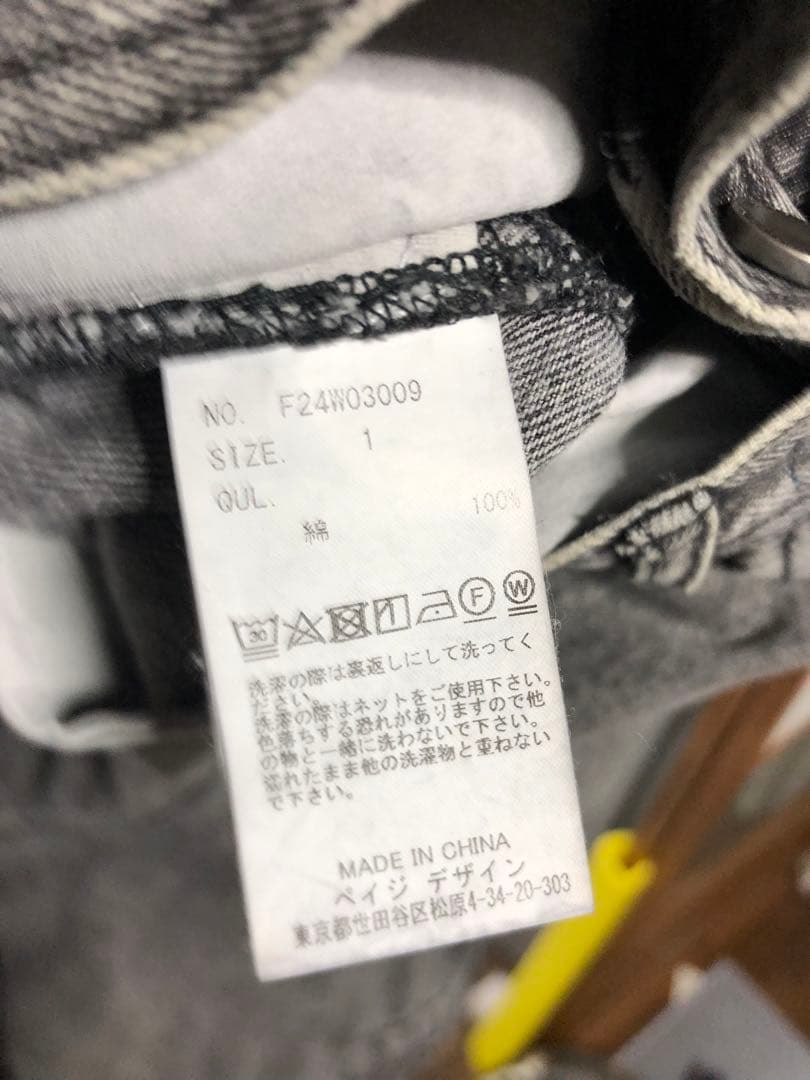 NO. F24W03009
SIZE. 1
QUL.
綿 100%
30 F W
洗濯の際は裏返しにして洗ってく
ださい。
洗濯の際はネットをご使用下さい。
色落ちする恐れがありますので他
の物と一緒に洗わないで下さい。
濡れたまま他の洗濯物と重ねない
で下さい。
MADE IN CHINA
ペイジ デザイン
東京都世田谷区松原4-34-20-303